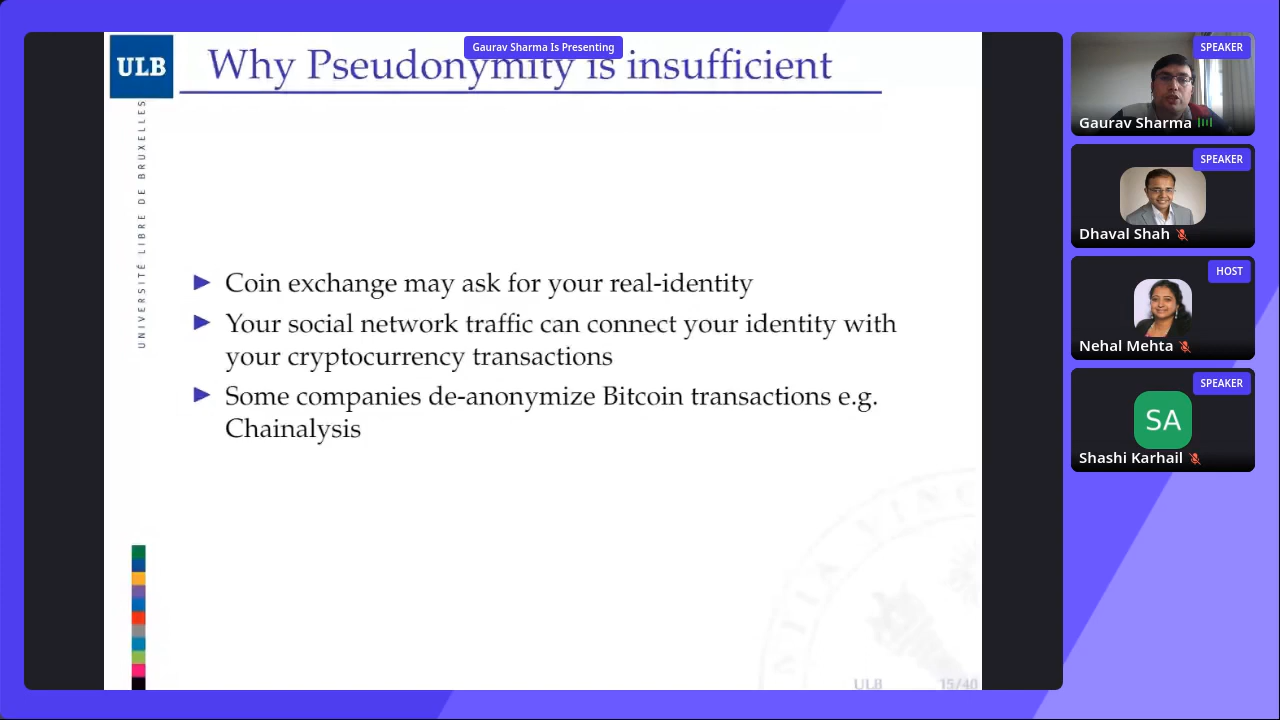 ULB
Why Pseudonymity is insufficient
Gaurav Sharma Is Presenting
UNIVERSITÉ LIBRE DE BRUXELLES
▶ Coin exchange may ask for your real-identity
▶ Your social network traffic can connect your identity with
your cryptocurrency transactions
▶ Some companies de-anonymize Bitcoin transactions e.g.
Chainalysis
ULB 15/40
SPEAKER
Gaurav Sharma
SPEAKER
Dhaval Shah
HOST
Nehal Mehta
SPEAKER
SA
Shashi Karhail